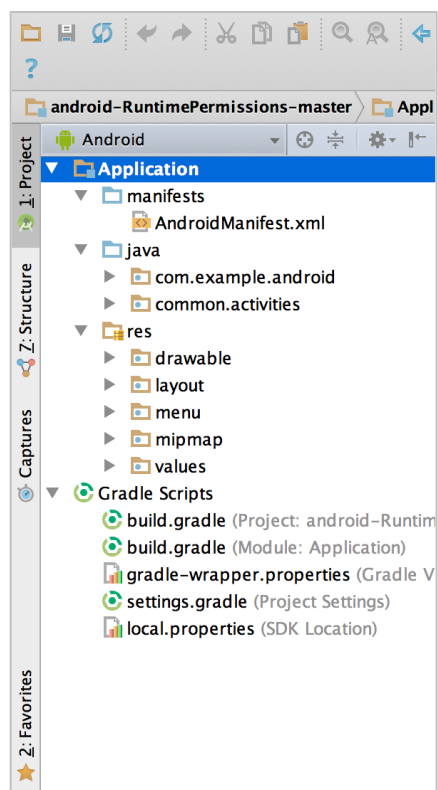 ?
android-RuntimePermissions-master
Appl
Android
1: Project
Z: Structure
Captures
2: Favorites
Application
manifests
AndroidManifest.xml
java
com.example.android
common.activities
res
drawable
layout
menu
mipmap
values
Gradle Scripts
build.gradle (Project: android-Runtim
build.gradle (Module: Application)
gradle-wrapper.properties (Gradle V
settings.gradle (Project Settings)
local.properties (SDK Location)